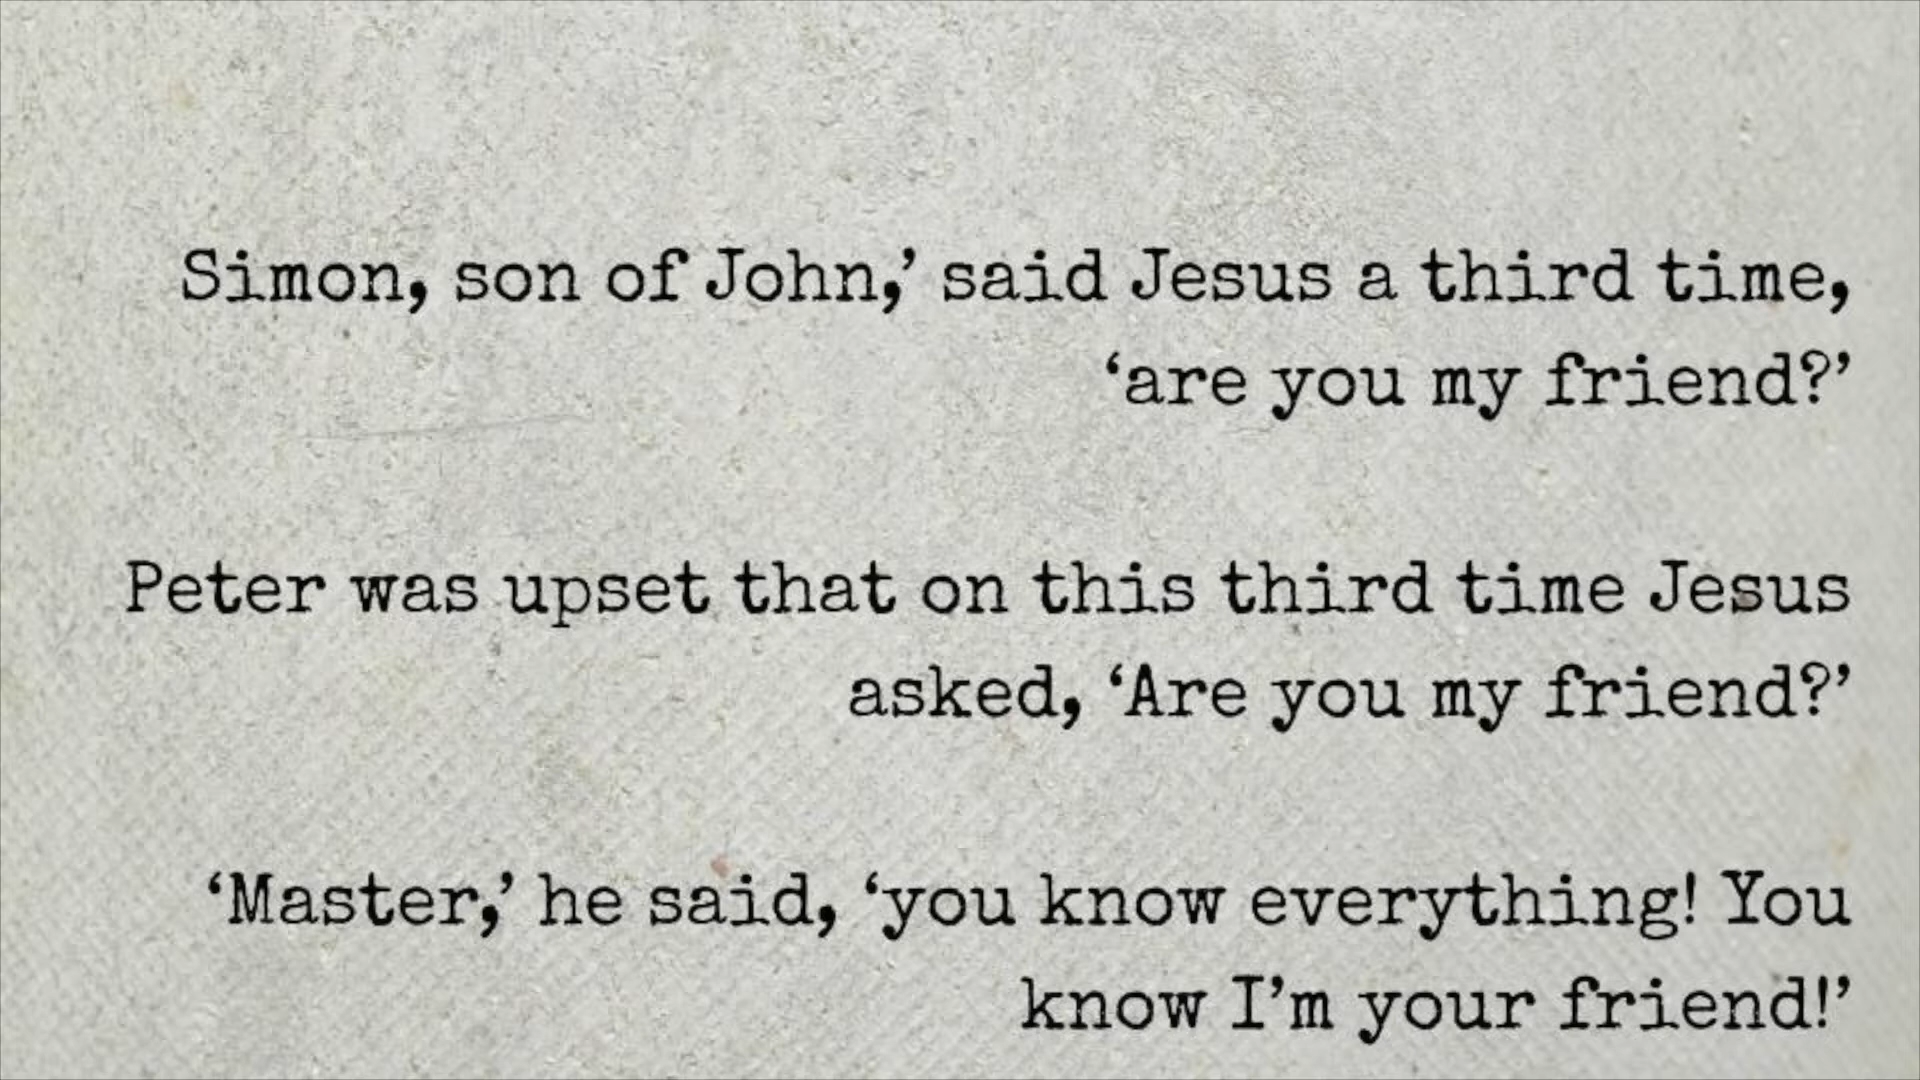 Simon, son of John,’ said Jesus a third time,
‘are you my friend?’
Peter was upset that on this third time Jesus
asked, ‘Are you my friend?’
‘Master,’ he said, ‘you know everything! You
know I’m your friend!’